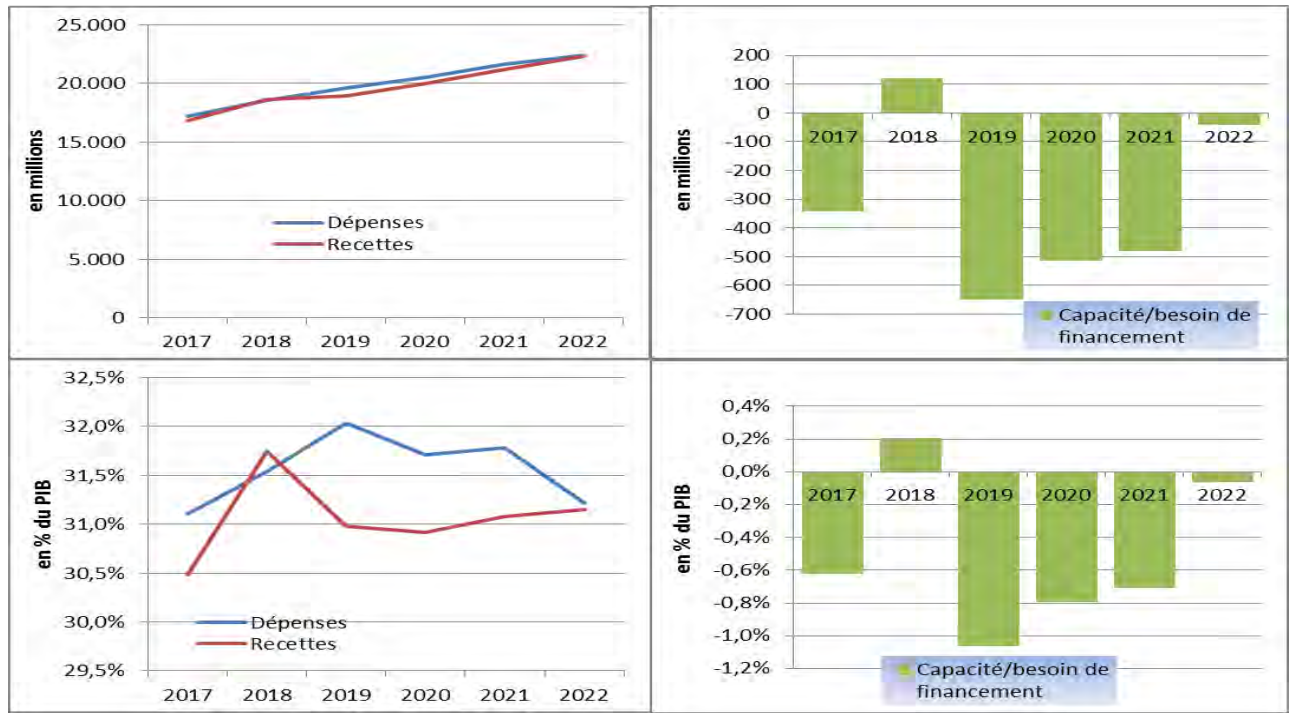 25.000
20.000
15.000
10.000
5.000
0
en millions
Dépenses
Recettes
2017 2018 2019 2020 2021 2022
200
100
0
-100
-200
-300
-400
-500
-600
-700
en millions
2017 2018 2019 2020 2021 2022
Capacité/besoin de
financement
32,5%
32,0%
31,5%
31,0%
30,5%
30,0%
29,5%
en % du PIB
Dépenses
Recettes
2017 2018 2019 2020 2021 2022
0,4%
0,2%
0,0%
-0,2%
-0,4%
-0,6%
-0,8%
-1,0%
-1,2%
en % du PIB
2017 2018 2019 2020 2021 2022
Capacité/besoin de
financement